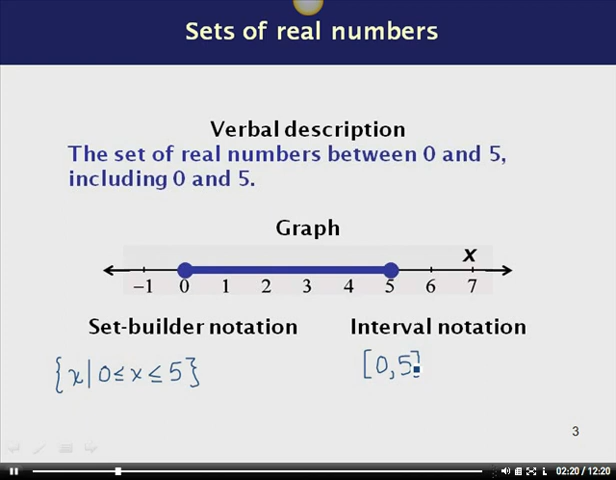 Sets of real numbers
Verbal description
The set of real numbers between 0 and 5,
including 0 and 5.
Graph
x
−1 0 1 2 3 4 5 6 7
Set-builder notation Interval notation
{x|0≤x≤5} [0,5]
3
02:20 / 12:20